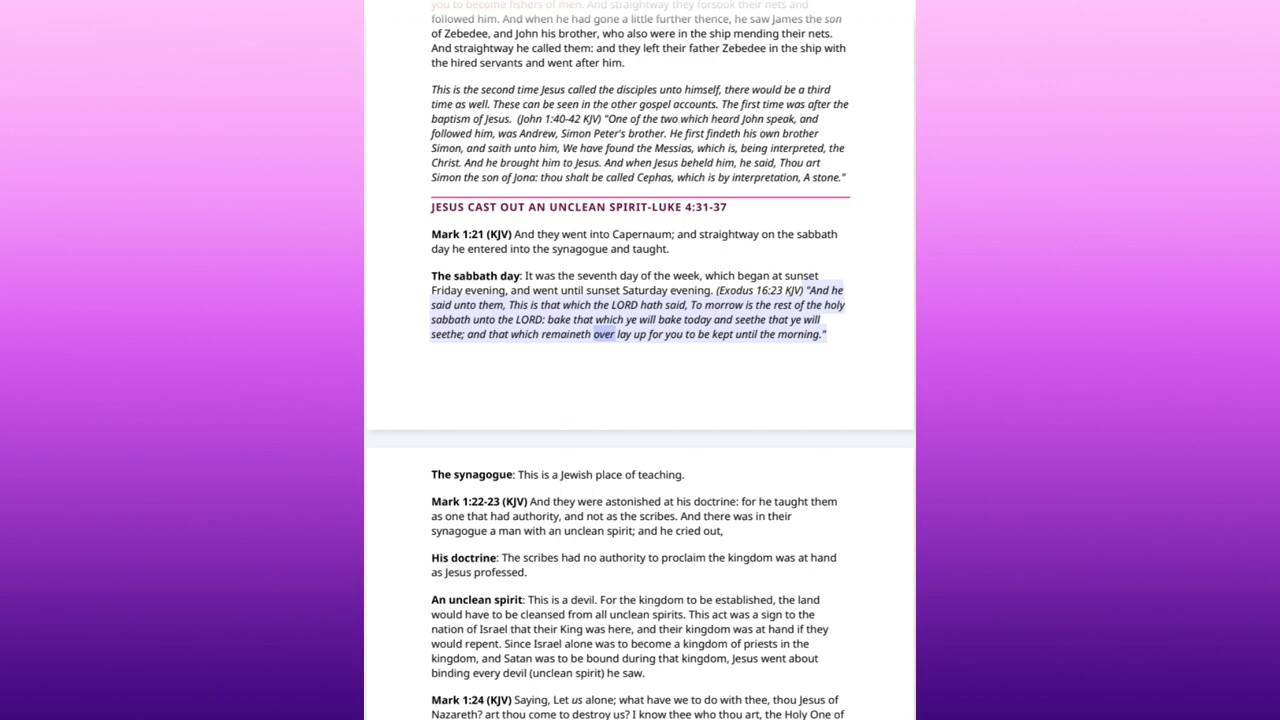 you to become fishers of men. And straightway they forsook their nets and
followed him. And when he had gone a little further thence, he saw James the son
of Zebedee, and John his brother, who also were in the ship mending their nets.
And straightway he called them: and they left their father Zebedee in the ship with
the hired servants and went after him.
This is the second time Jesus called the disciples unto himself, there would be a third
time as well. These can be seen in the other gospel accounts. The first time was after the
baptism of Jesus. (John 1:40-42 KJV) "One of the two which heard John speak, and
followed him, was Andrew, Simon Peter's brother. He first findeth his own brother
Simon, and saith unto him, We have found the Messias, which is, being interpreted, the
Christ. And he brought him to Jesus. And when Jesus beheld him, he said, Thou art
Simon the son of Jona: thou shalt be called Cephas, which is by interpretation, A stone."
JESUS CAST OUT AN UNCLEAN SPIRIT-LUKE 4:31-37
Mark 1:21 (KJV) And they went into Capernaum; and straightway on the sabbath
day he entered into the synagogue and taught.
The sabbath day: It was the seventh day of the week, which began at sunset
Friday evening, and went until sunset Saturday evening. (Exodus 16:23 KJV) "And he
said unto them, This is that which the LORD hath said, To morrow is the rest of the holy
sabbath unto the LORD: bake that which ye will bake today and seethe that ye will
seethe; and that which remaineth over lay up for you to be kept until the morning."
The synagogue: This is a Jewish place of teaching.
Mark 1:22-23 (KJV) And they were astonished at his doctrine: for he taught them
as one that had authority, and not as the scribes. And there was in their
synagogue a man with an unclean spirit; and he cried out,
His doctrine: The scribes had no authority to proclaim the kingdom was at hand
as Jesus professed.
An unclean spirit: This is a devil. For the kingdom to be established, the land
would have to be cleansed from all unclean spirits. This act was a sign to the
nation of Israel that their King was here, and their kingdom was at hand if they
would repent. Since Israel alone was to become a kingdom of priests in the
kingdom, and Satan was to be bound during that kingdom, Jesus went about
binding every devil (unclean spirit) he saw.
Mark 1:24 (KJV) Saying, Let us alone; what have we to do with thee, thou Jesus of
Nazareth? art thou come to destroy us? I know thee who thou art, the Holy One of